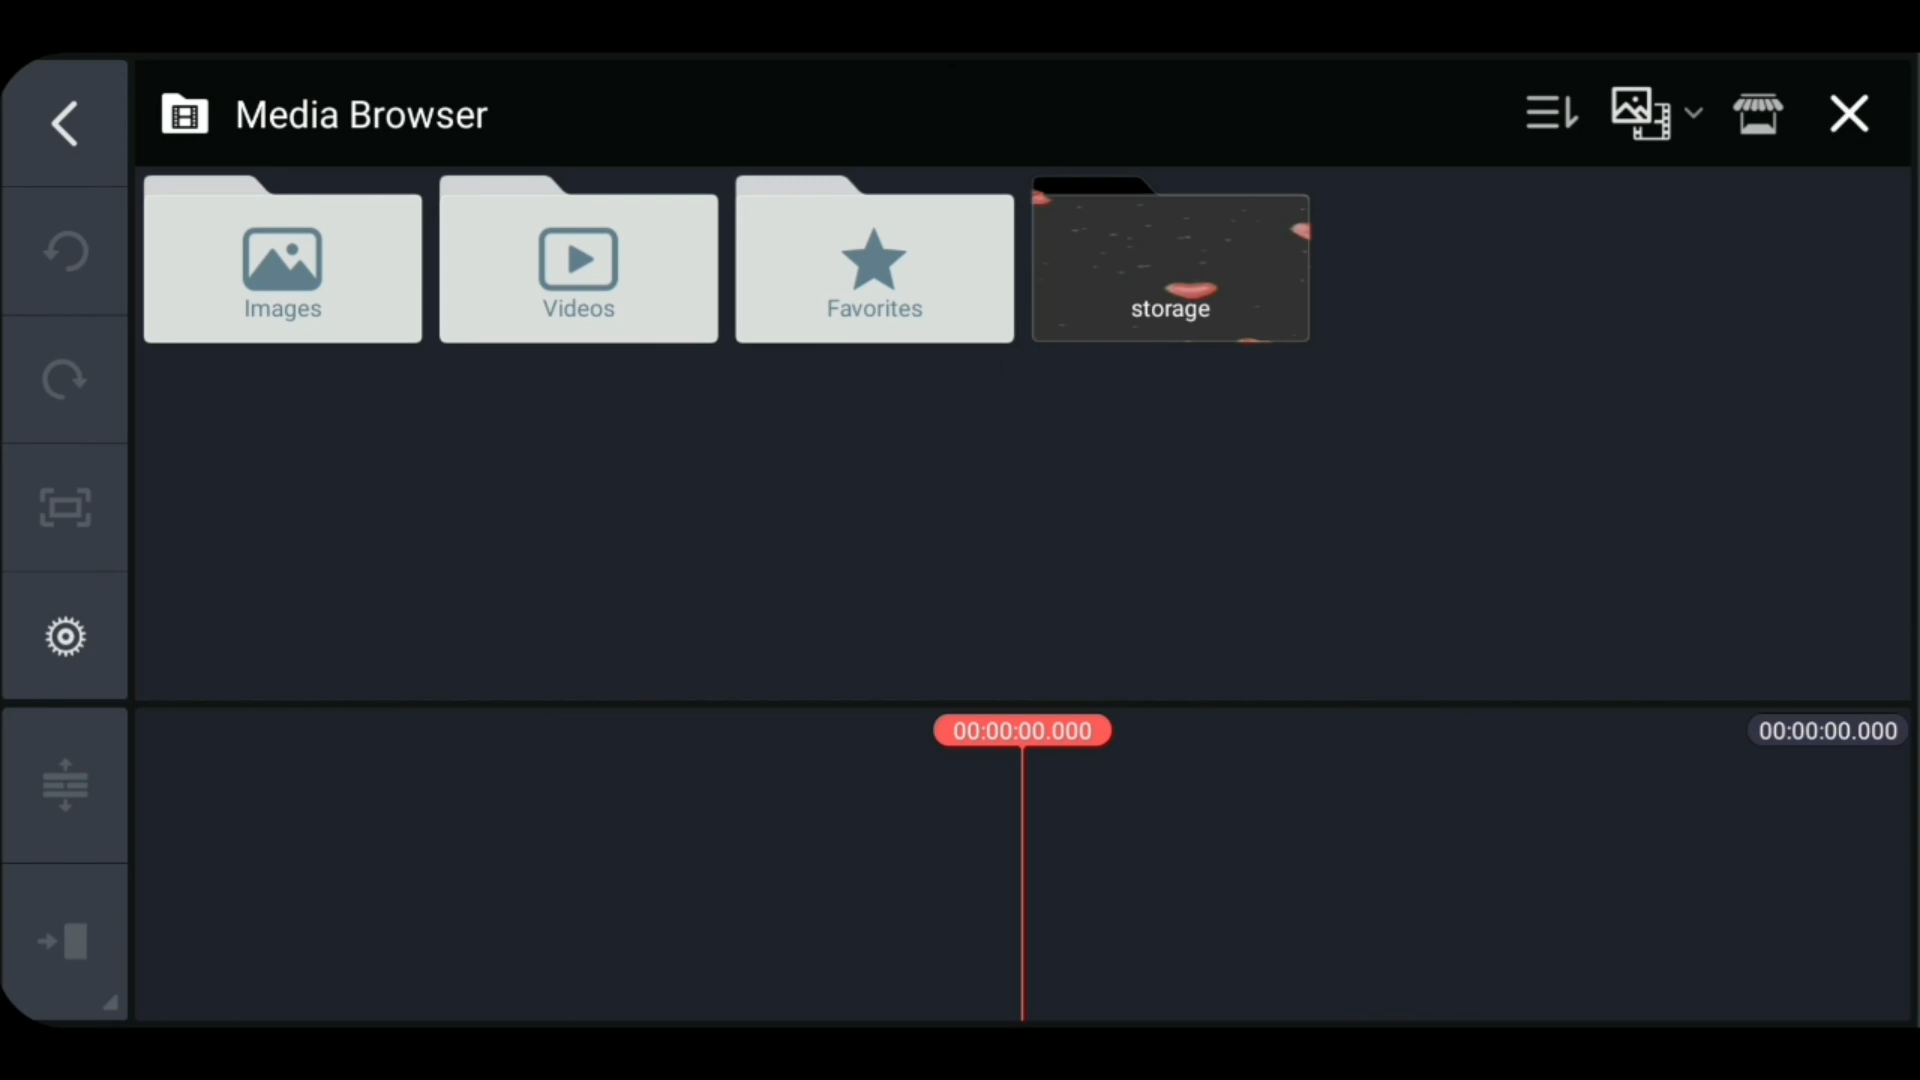 Media Browser
Images
Videos
Favorites
storage
00:00:00.000
00:00:00.000